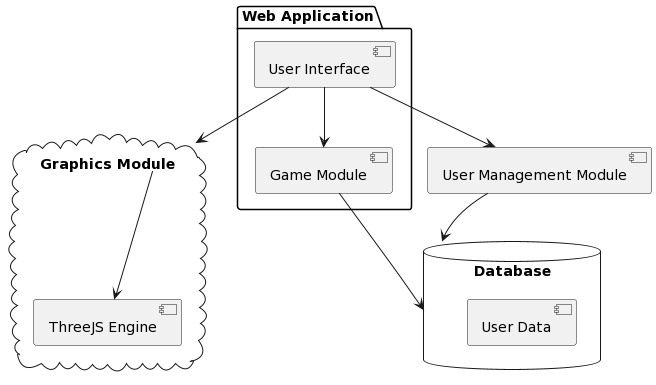 Web Application
User Interface
Graphics Module
Game Module
User Management Module
Database
ThreeJS Engine
User Data